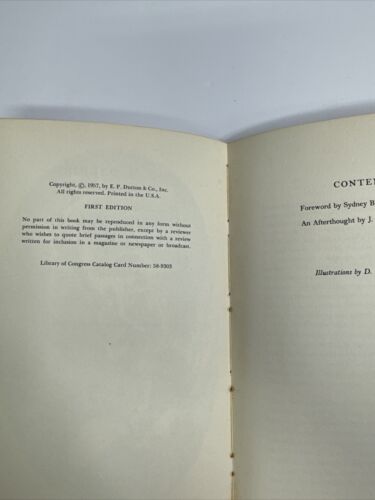 Copyright, ©, 1957, by E. P. Dutton & Co., Inc.
All rights reserved. Printed in the U.S.A.
FIRST EDITION
No part of this book may be reproduced in any form without
permission in writing from the publisher, except by a reviewer
who wishes to quote brief passages in connection with a review
written for inclusion in a magazine or newspaper or broadcast.
Library of Congress Catalog Card Number: 58-9303
CONTE
Foreword by Sydney B
An Afterthought by J.
Illustrations by D.